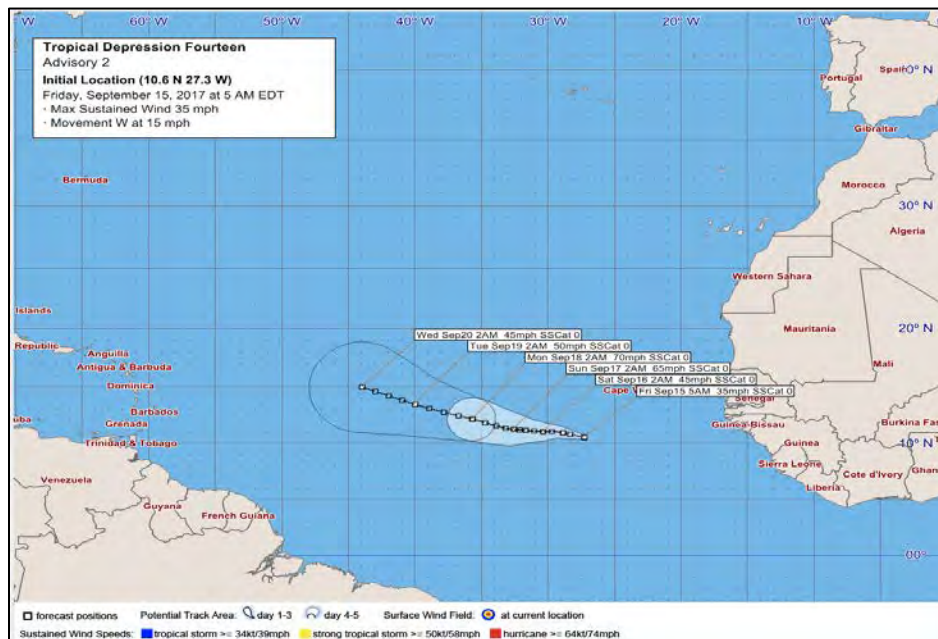 ° W 60° W 50° W 40° W 30° W 20° W 10° W 0°
Tropical Depression Fourteen
Advisory 2
Initial Location (10.6 N 27.3 W)
Friday, September 15, 2017 at 5 AM EDT
· Max Sustained Wind 35 mph
· Movement W at 15 mph
Portugal
Spain
0° N
Gibraltar
Bermuda
Morocco
30° N
Algeria
Western Sahara
Islands
Mauritania
20° N
Republic
Anguilla
Wed Sep20 2AM 45mph SSCat 0
Tue Sep19 2AM 50mph SSCat 0
Mali
Antigua & Barbuda
Mon Sep18 2AM 70mph SSCat 0
Sun Sep17 2AM 65mph SSCat 0
Dominica
Sat Sep16 2AM 45mph SSCat 0
Cape V
Fri Sep15 5AM 35mph SSCat 0
Senegal
Barbados
uba
Grenada
Guinea-Bissau
Burkina Fas
Trinidad & Tobago
Guinea
10° N
Sierra Leone
Cote d'Ivory
Ghan
Venezuela
Liberia
Guyana
French Guiana
00°
forecast positions Potential Track Area: day 1-3 day 4-5 Surface Wind Field: at current location
Sustained Wind Speeds: tropical storm >= 34kt/39mph strong tropical storm >= 50kt/58mph hurricane >= 64kt/74mph